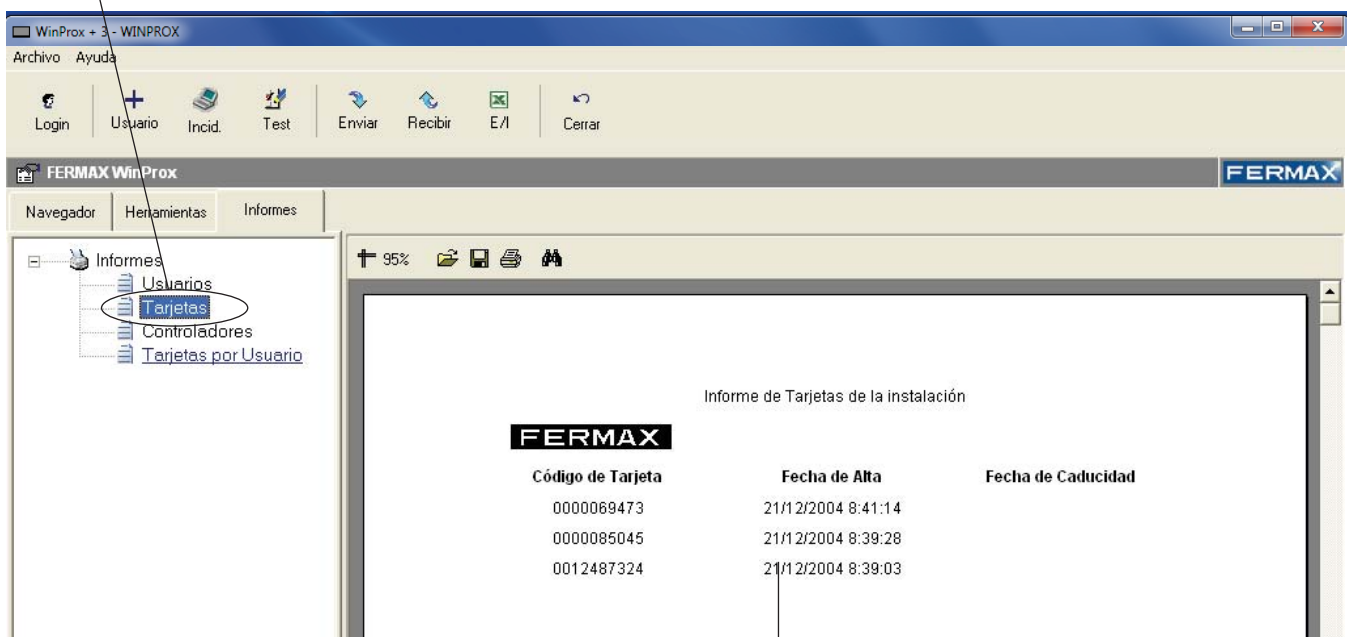 WinProx + 3 - WINPROX
Archivo Ayuda
Login Usuario Incid. Test Enviar Recibir E/I Cerrar
FERMAX WinProx FERMAX
Navegador Herramientas Informes
Informes 95%
Usuarios
Tarjetas
Controladores
Tarjetas por Usuario
Informe de Tarjetas de la instalación
FERMAX
Código de Tarjeta Fecha de Alta Fecha de Caducidad
0000069473 21/12/2004 8:41:14
0000085045 21/12/2004 8:39:28
0012487324 21/12/2004 8:39:03